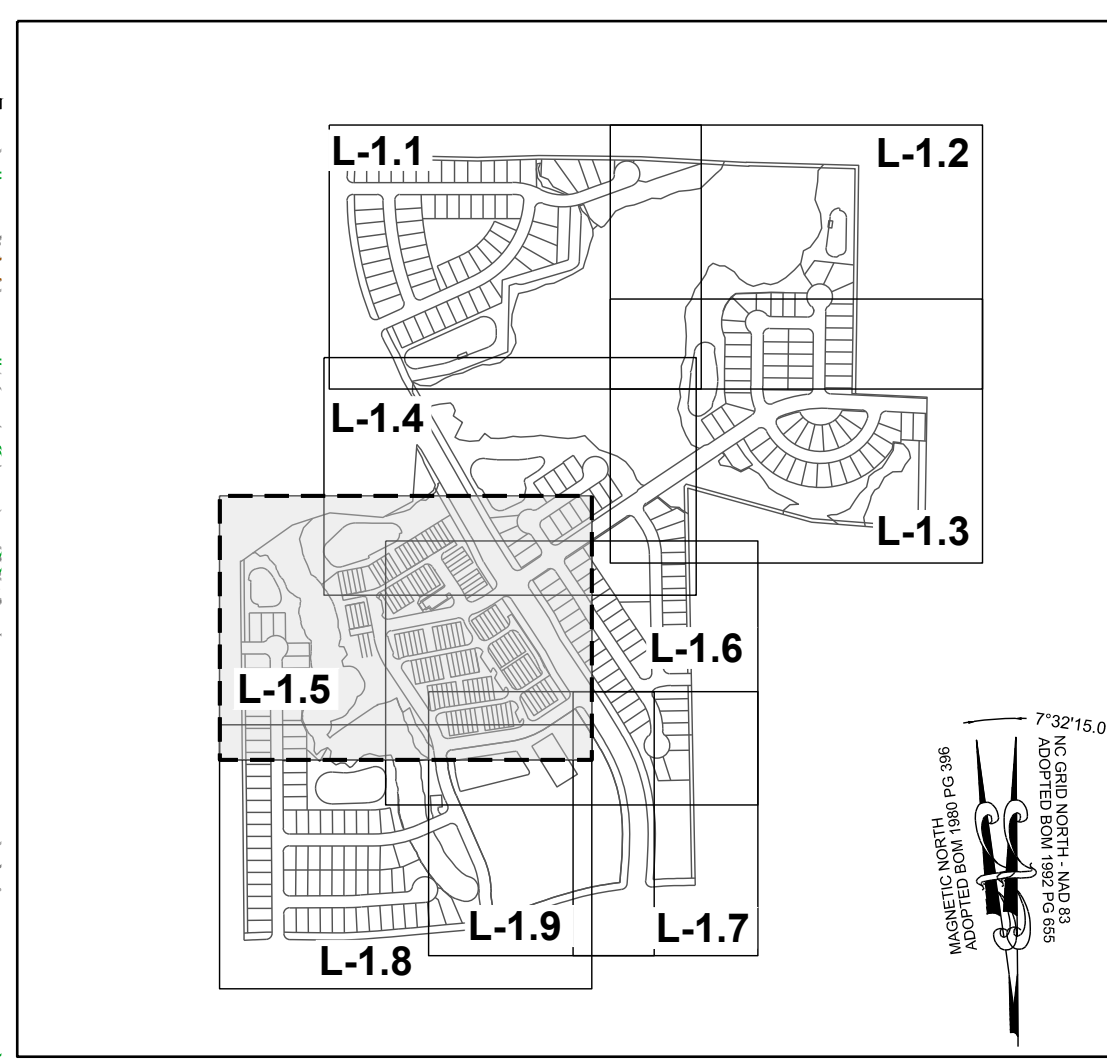 L-1.1
L-1.2
L-1.4
L-1.3
L-1.6
L-1.5
7°32'15.0
MAGNETIC NORTH
ADOPTED BOM 1980 PG 396
NC GRID NORTH - NAD 83
ADOPTED BOM 1992 PG 655
L-1.9
L-1.7
L-1.8